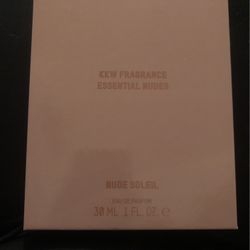 KKW FRAGRANCE
ESSENTIAL NUDES
NUDE SOLEIL
EAU DE PARFUM
30 ML 1 FL. OZ. ℮